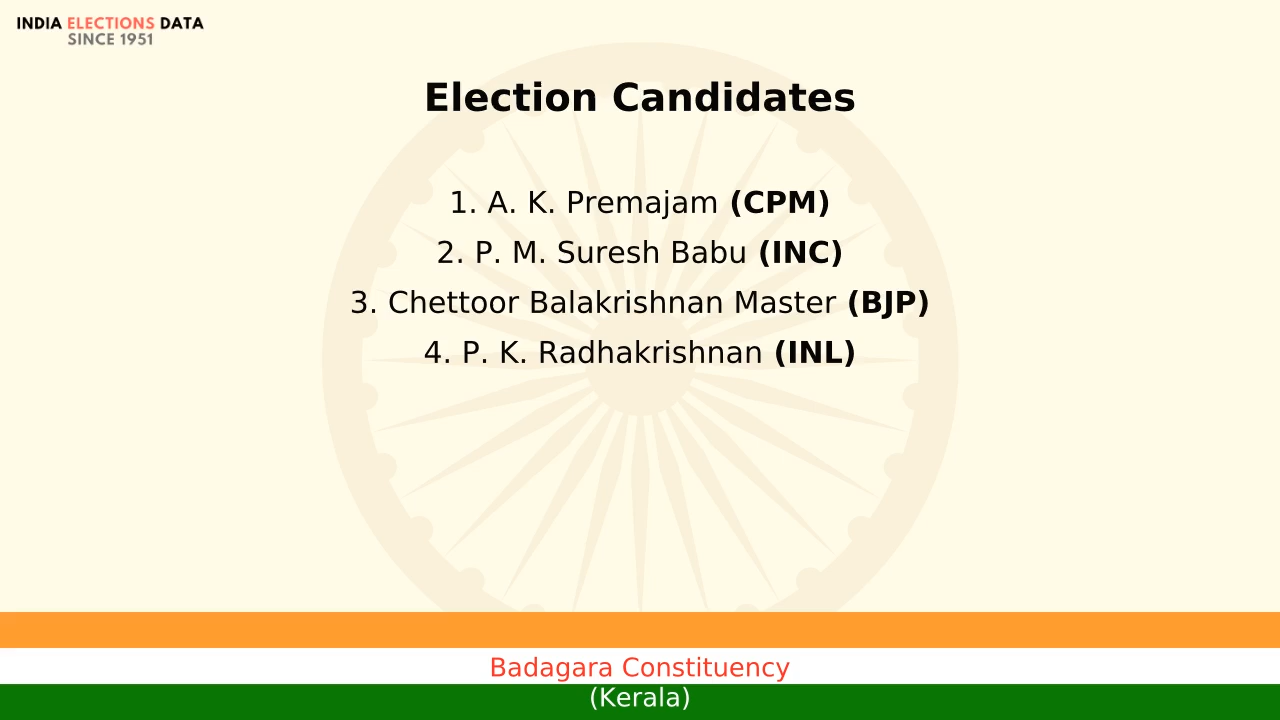 INDIA ELECTIONS DATA
SINCE 1951
Election Candidates
1. A. K. Premajam (CPM)
2. P. M. Suresh Babu (INC)
3. Chettoor Balakrishnan Master (BJP)
4. P. K. Radhakrishnan (INL)
Badagara Constituency
(Kerala)